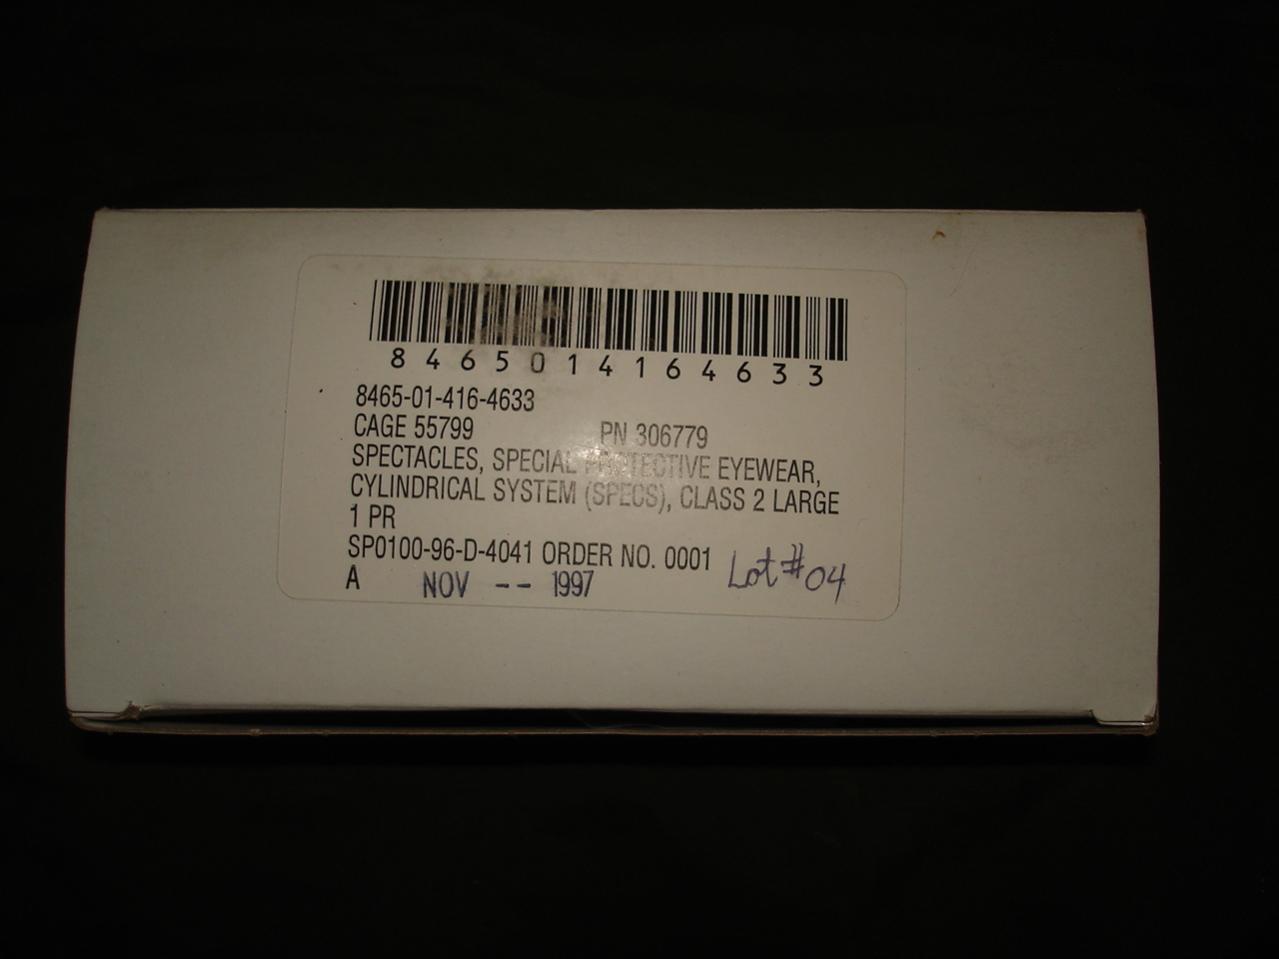 8465014164633
8465-01-416-4633
CAGE 55799 PN 306779
SPECTACLES, SPECIAL PROTECTIVE EYEWEAR,
CYLINDRICAL SYSTEM (SPECS), CLASS 2 LARGE
1 PR
SP0100-96-D-4041 ORDER NO. 0001 Lot #04
A NOV -- 1997